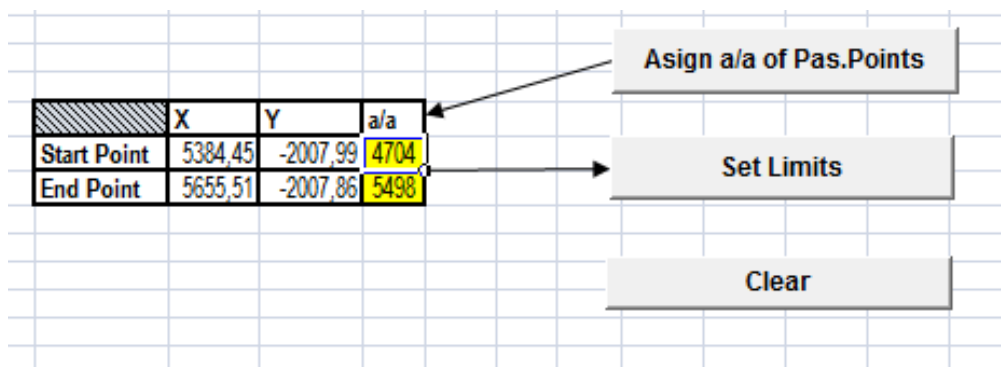 Asign a/a of Pas.Points
X Y a/a
Start Point 5384,45 -2007,99 4704
End Point 5655,51 -2007,86 5498
Set Limits
Clear